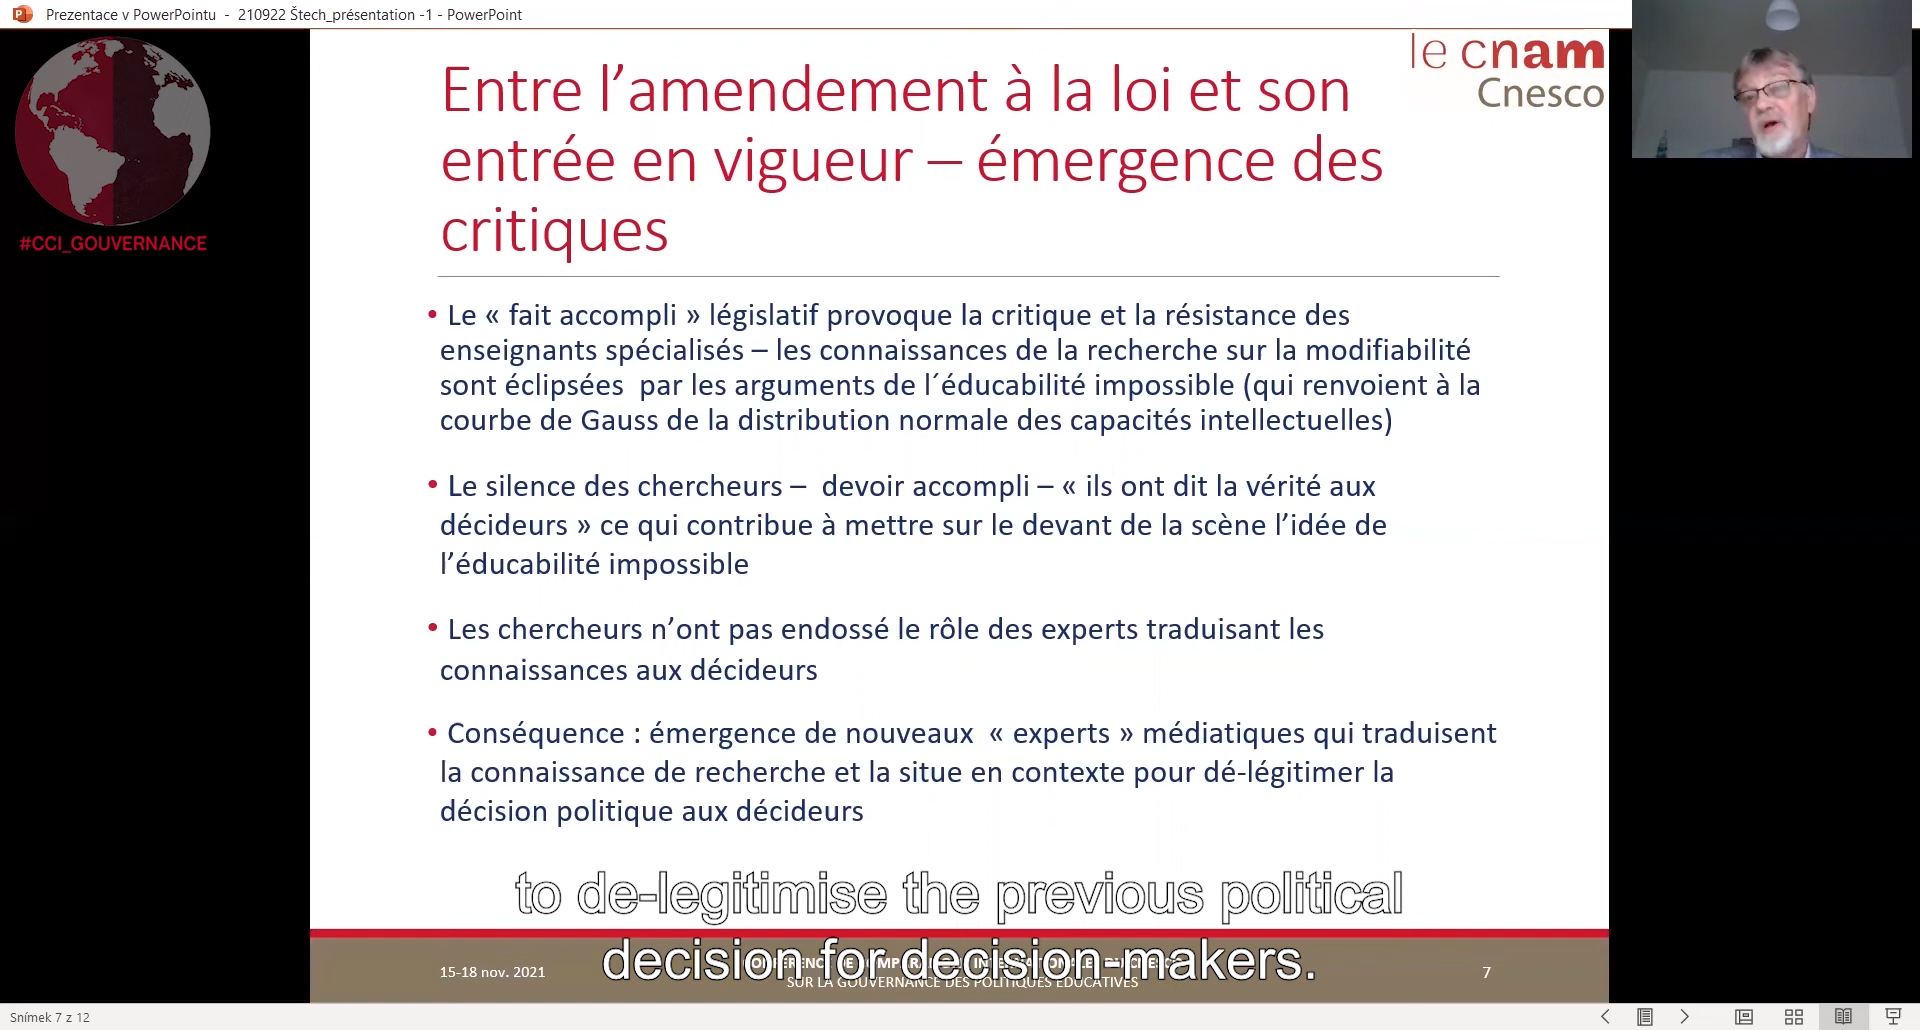 Prezentace v PowerPointu - 210922 Štech_présentation -1 - PowerPoint
le cnam
Cnesco
#CCI_GOUVERNANCE
Entre l’amendement à la loi et son
entrée en vigueur – émergence des
critiques
• Le « fait accompli » législatif provoque la critique et la résistance des
enseignants spécialisés – les connaissances de la recherche sur la modifiabilité
sont éclipsées par les arguments de l´éducabilité impossible (qui renvoient à la
courbe de Gauss de la distribution normale des capacités intellectuelles)
• Le silence des chercheurs – devoir accompli – « ils ont dit la vérité aux
décideurs » ce qui contribue à mettre sur le devant de la scène l’idée de
l’éducabilité impossible
• Les chercheurs n’ont pas endossé le rôle des experts traduisant les
connaissances aux décideurs
• Conséquence : émergence de nouveaux « experts » médiatiques qui traduisent
la connaissance de recherche et la situe en contexte pour dé-légitimer la
décision politique aux décideurs
to de-legitimise the previous political
decision for decision-makers.
15-18 nov. 2021
SUR LA GOUVERNANCE DES POLITIQUES EDUCATIVES
7
Snímek 7 z 12